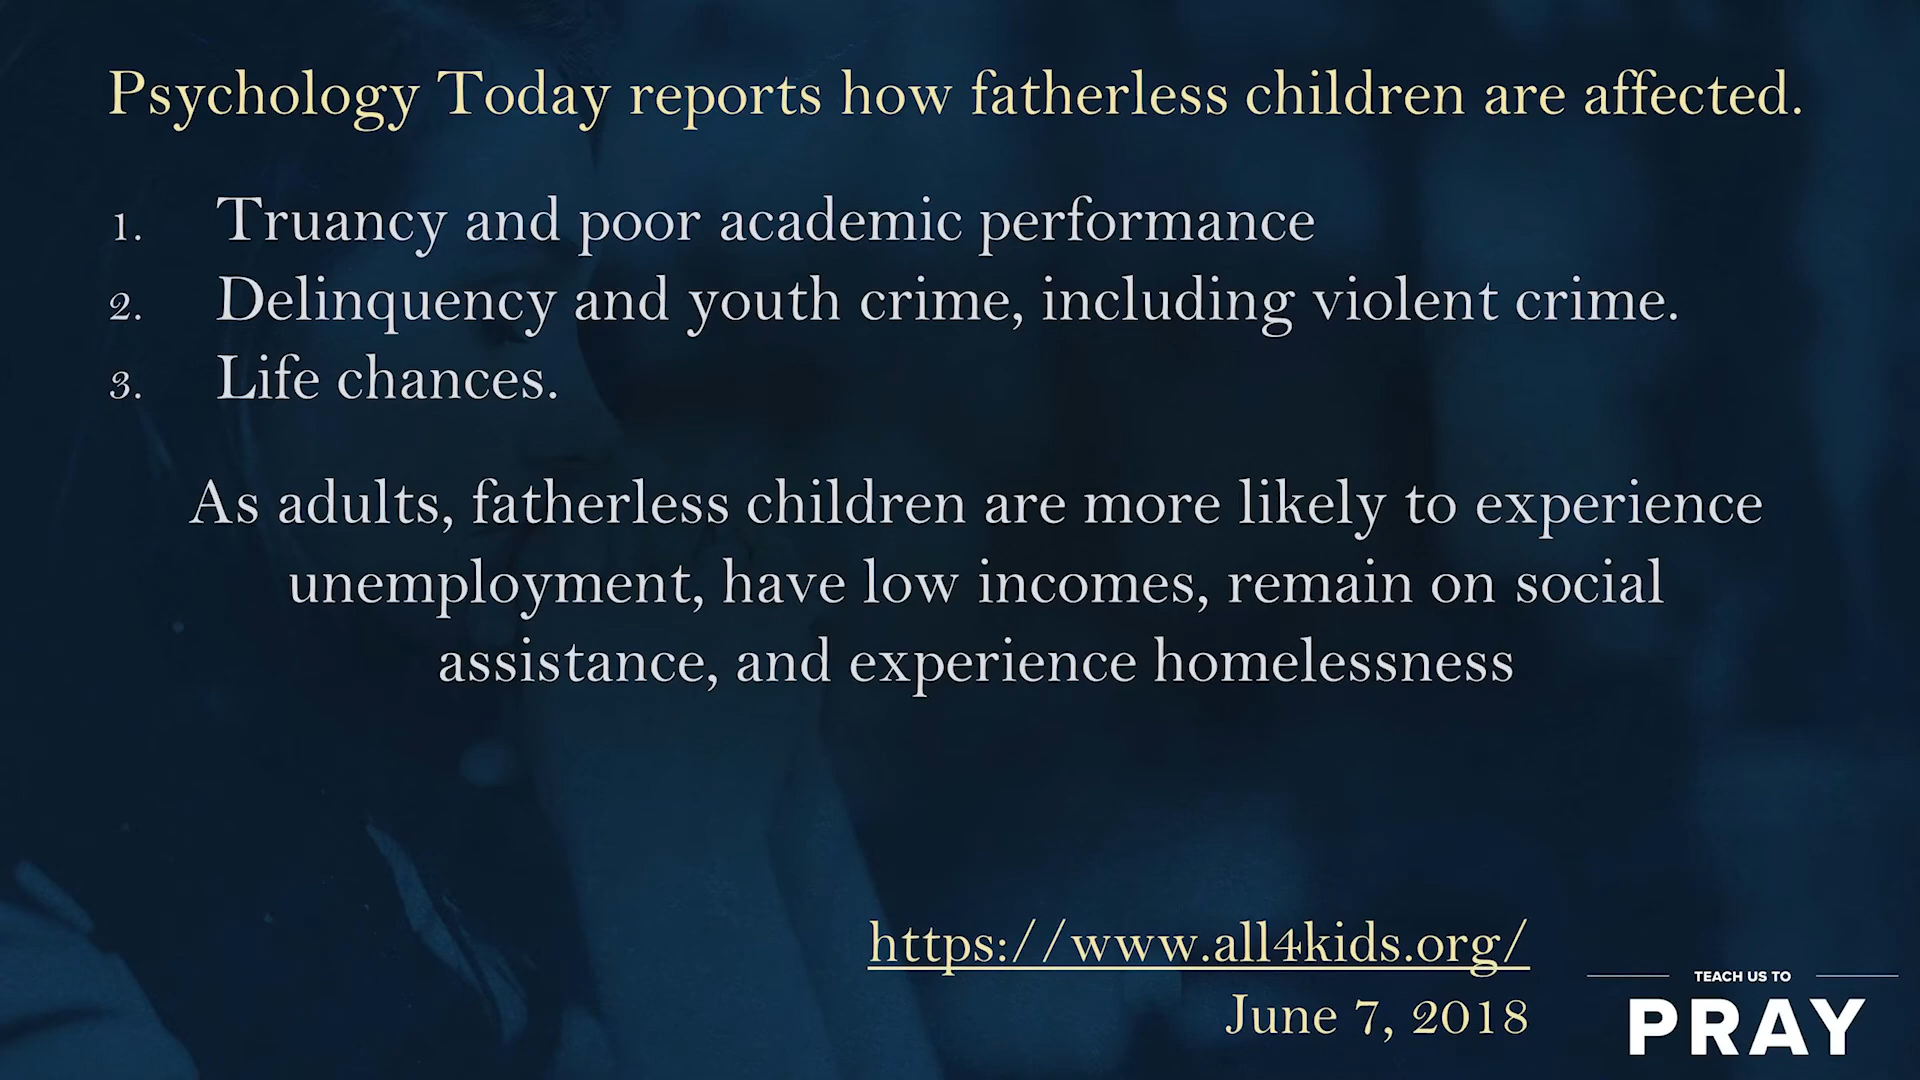 Psychology Today reports how fatherless children are affected.
1. Truancy and poor academic performance
2. Delinquency and youth crime, including violent crime.
3. Life chances.
As adults, fatherless children are more likely to experience
unemployment, have low incomes, remain on social
assistance, and experience homelessness
https://www.all4kids.org/
June 7, 2018
TEACH US TO
PRAY